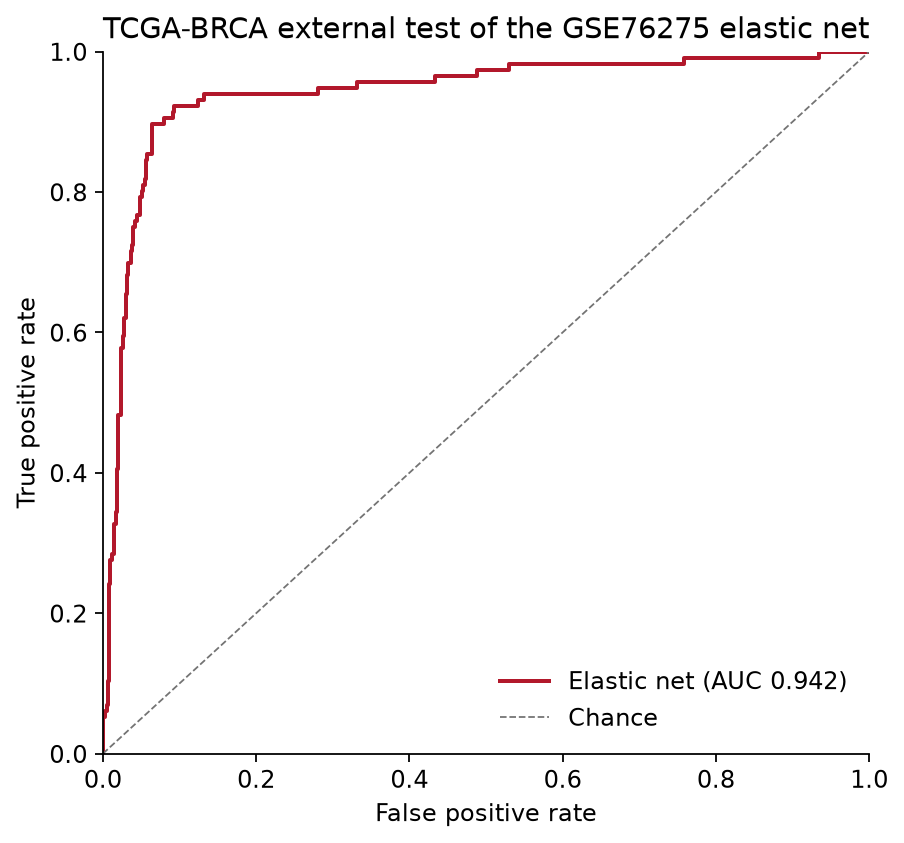 TCGA-BRCA external test of the GSE76275 elastic net
1.0
0.8
0.6
0.4
0.2
0.0
True positive rate
Elastic net (AUC 0.942)
Chance
0.0 0.2 0.4 0.6 0.8 1.0
False positive rate